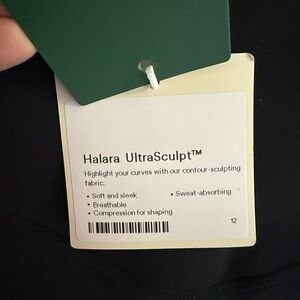 Halara UltraSculpt™
Highlight your curves with our contour-sculpting
fabric.
• Soft and sleek • Sweat-absorbing
• Breathable
• Compression for shaping
12